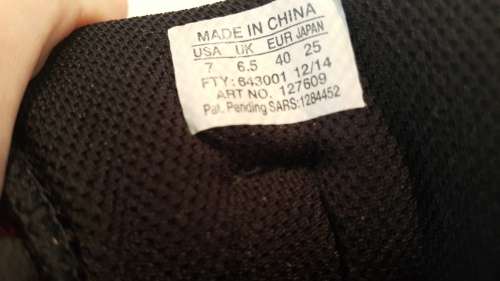 MADE IN CHINA
USA UK EUR JAPAN
7 6.5 40 25
FTY: 643001 12/14
ART NO. 127609
Pat. Pending SARS:1284452